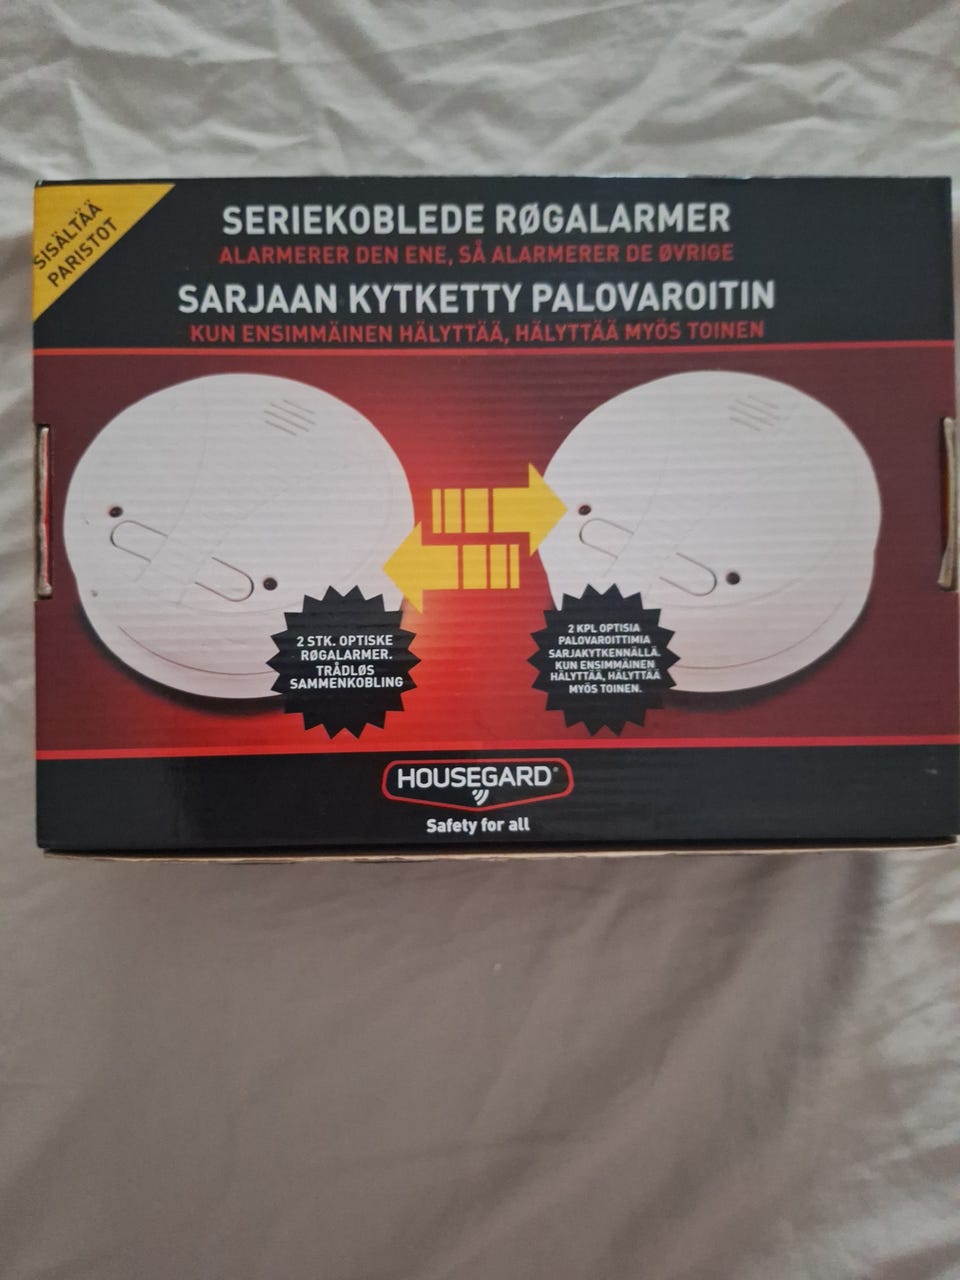 SISÄLTÄÄ
PARISTOT
SERIEKOBLEDE RØGALARMER
ALARMERER DEN ENE, SÅ ALARMERER DE ØVRIGE
SARJAAN KYTKETTY PALOVAROITIN
KUN ENSIMMÄINEN HÄLYTTÄÄ, HÄLYTTÄÄ MYÖS TOINEN
2 STK. OPTISKE
RØGALARMER.
TRÅDLØS
SAMMENKOBLING
2 KPL OPTISIA
PALOVAROITTIMIA
SARJAKYTKENNÄLLÄ.
KUN ENSIMMÄINEN
HÄLYTTÄÄ, HÄLYTTÄÄ
MYÖS TOINEN.
HOUSEGARD®
Safety for all